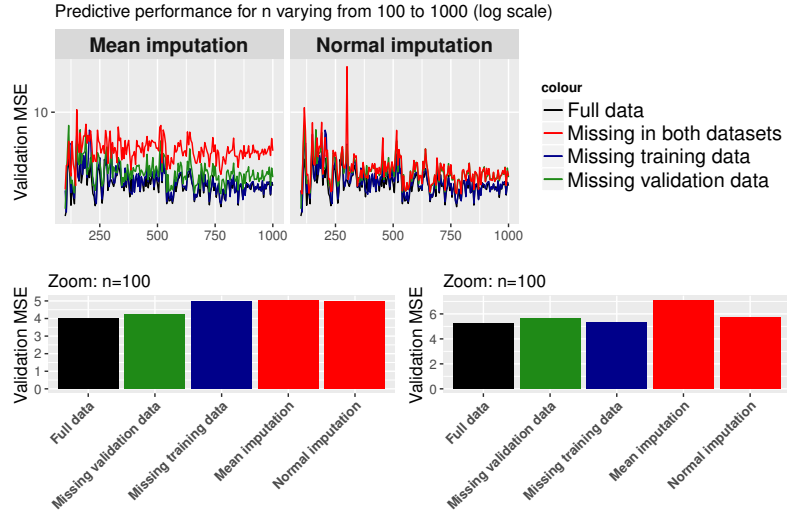 Predictive performance for n varying from 100 to 1000 (log scale)
Mean imputation
Normal imputation
Validation MSE
10
250
500
750
1000
250
500
750
1000
colour
Full data
Missing in both datasets
Missing training data
Missing validation data
Zoom: n=100
Validation MSE
5
4
3
2
1
0
Full data
Missing validation data
Missing training data
Mean imputation
Normal imputation
Zoom: n=100
Validation MSE
6
4
2
0
Full data
Missing validation data
Missing training data
Mean imputation
Normal imputation